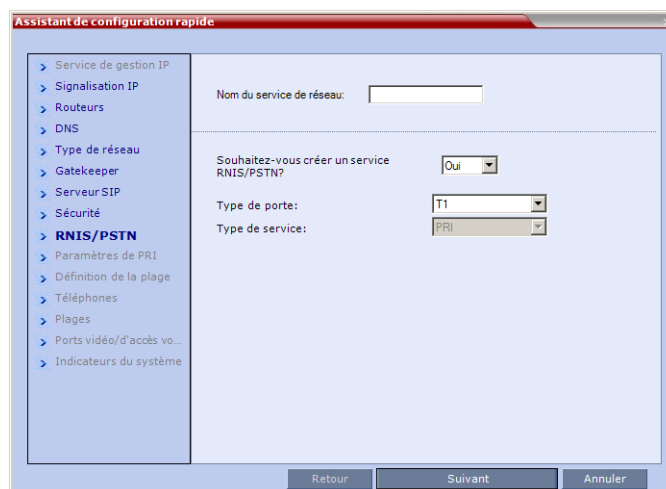 Assistant de configuration rapide
Service de gestion IP
Signalisation IP
Routeurs
DNS
Type de réseau
Gatekeeper
Serveur SIP
Sécurité
RNIS/PSTN
Paramètres de PRI
Définition de la plage
Téléphones
Plages
Ports vidéo/d'accès vo...
Indicateurs du système
Nom du service de réseau:
Souhaitez-vous créer un service
RNIS/PSTN?
Oui
Type de porte:
T1
Type de service:
PRI
Retour
Suivant
Annuler